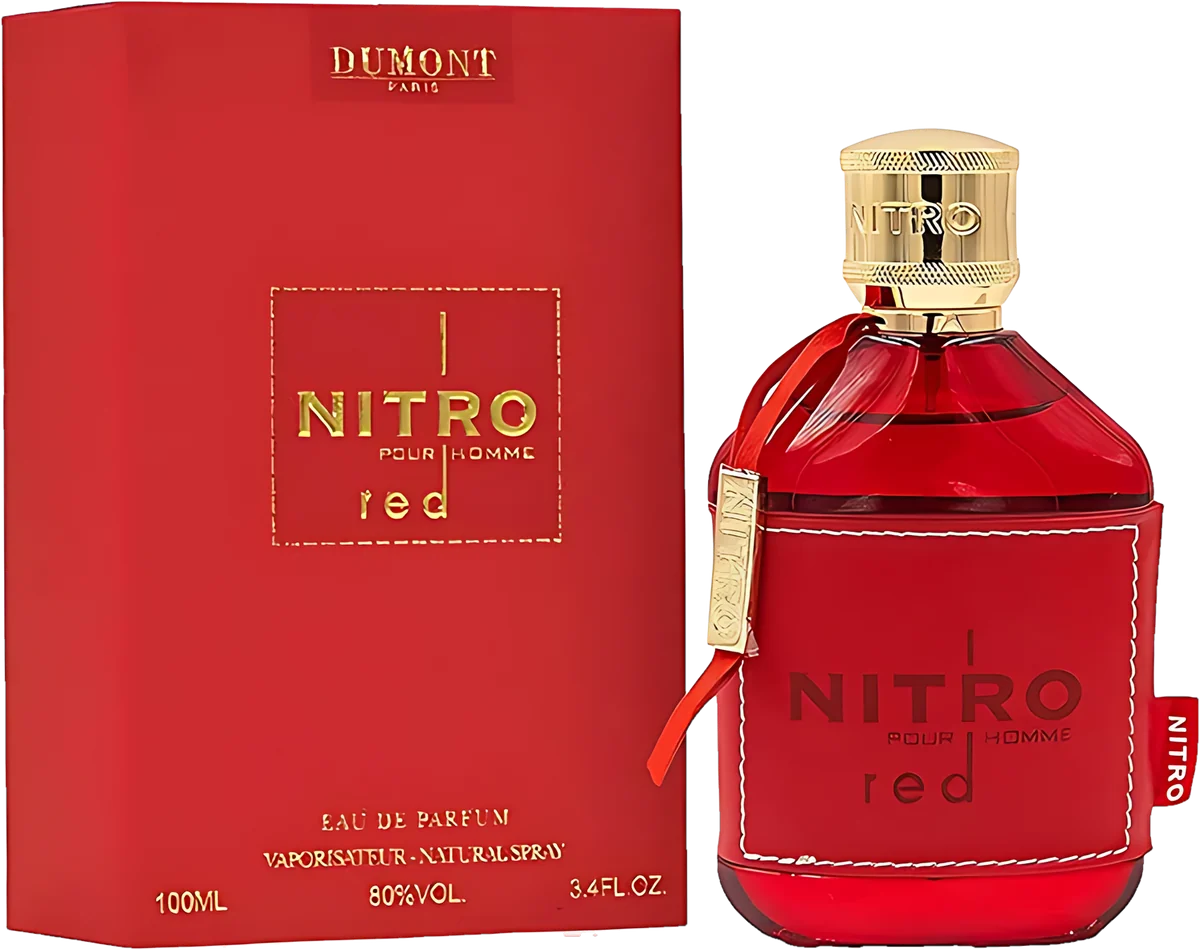 DUMONT
PARIS
NITRO
POUR HOMME
red
EAU DE PARFUM
VAPORISATEUR - NATURAL SPRAY
100ML
80%VOL.
3.4FL.OZ.
NITRO
NITRO
NITRO
POUR HOMME
red
NITRO